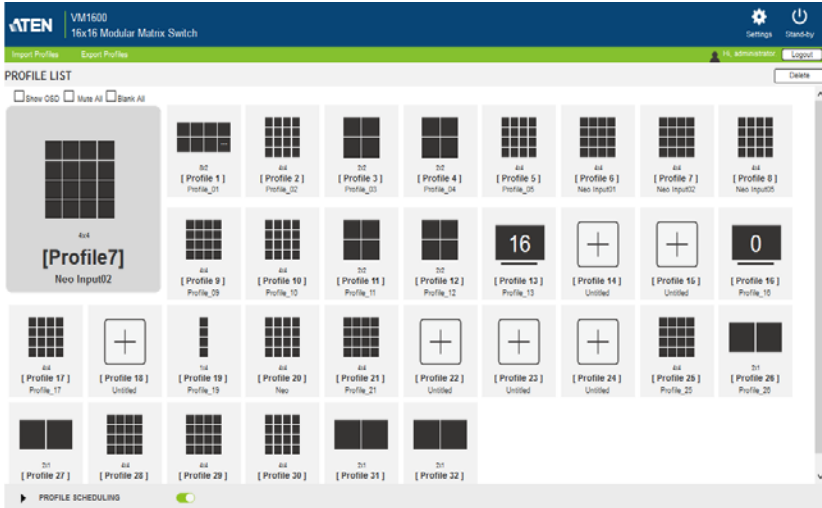 ATEN
VM1600
16x16 Modular Matrix Switch
Settings
Stand-by
Import Profiles Export Profiles
Hi, administrator Logout
PROFILE LIST
Delete
Show OSD Mute All Blank All
4x4
[Profile7]
Neo Input02
[ Profile 1 ]
Profile_01
4x4
[ Profile 2 ]
Profile_02
2x2
[ Profile 3 ]
Profile_03
2x2
[ Profile 4 ]
Profile_04
4x4
[ Profile 5 ]
Profile_05
4x4
[ Profile 6 ]
Neo Input01
4x4
[ Profile 7 ]
Neo Input02
4x4
[ Profile 8 ]
Neo Input05
4x4
[ Profile 9 ]
Profile_09
4x4
[ Profile 10 ]
Profile_10
2x2
[ Profile 11 ]
Profile_11
2x2
[ Profile 12 ]
Profile_12
16
[ Profile 13 ]
Profile_13
[ Profile 14 ]
Untitled
[ Profile 15 ]
Untitled
0
[ Profile 16 ]
Profile_16
4x4
[ Profile 17 ]
Profile_17
[ Profile 18 ]
Untitled
1x4
[ Profile 19 ]
Profile_19
4x4
[ Profile 20 ]
Neo
4x4
[ Profile 21 ]
Profile_21
[ Profile 22 ]
Untitled
[ Profile 23 ]
Untitled
[ Profile 24 ]
Untitled
4x4
[ Profile 25 ]
Profile_25
2x1
[ Profile 26 ]
Profile_26
2x1
[ Profile 27 ]
4x4
[ Profile 28 ]
4x4
[ Profile 29 ]
4x4
[ Profile 30 ]
2x1
[ Profile 31 ]
2x1
[ Profile 32 ]
PROFILE SCHEDULING